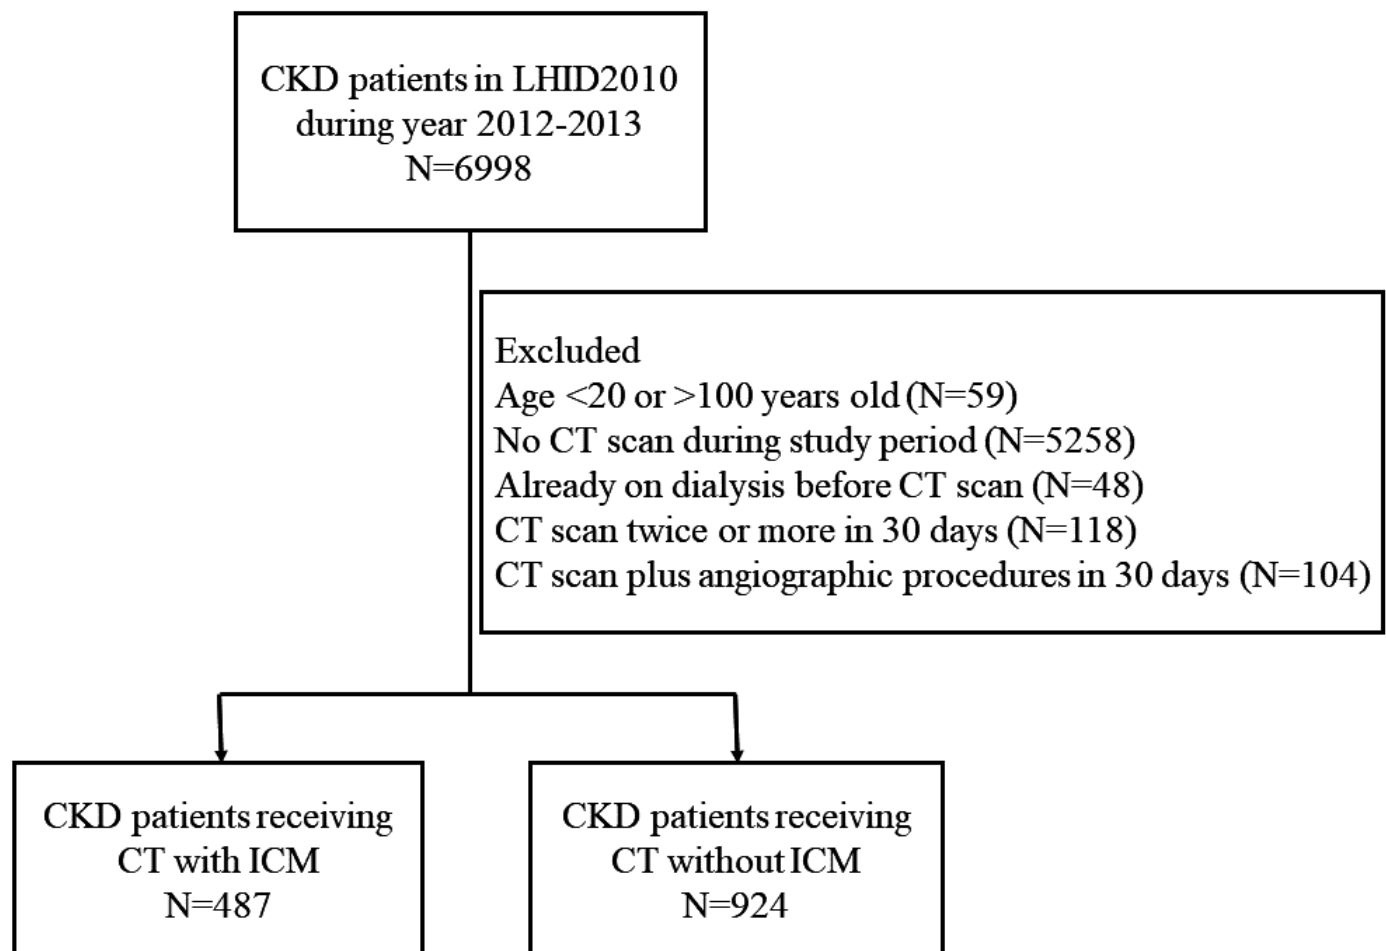 CKD patients in LHID2010
during year 2012-2013
N=6998
Excluded
Age <20 or >100 years old (N=59)
No CT scan during study period (N=5258)
Already on dialysis before CT scan (N=48)
CT scan twice or more in 30 days (N=118)
CT scan plus angiographic procedures in 30 days (N=104)
CKD patients receiving
CT with ICM
N=487
CKD patients receiving
CT without ICM
N=924